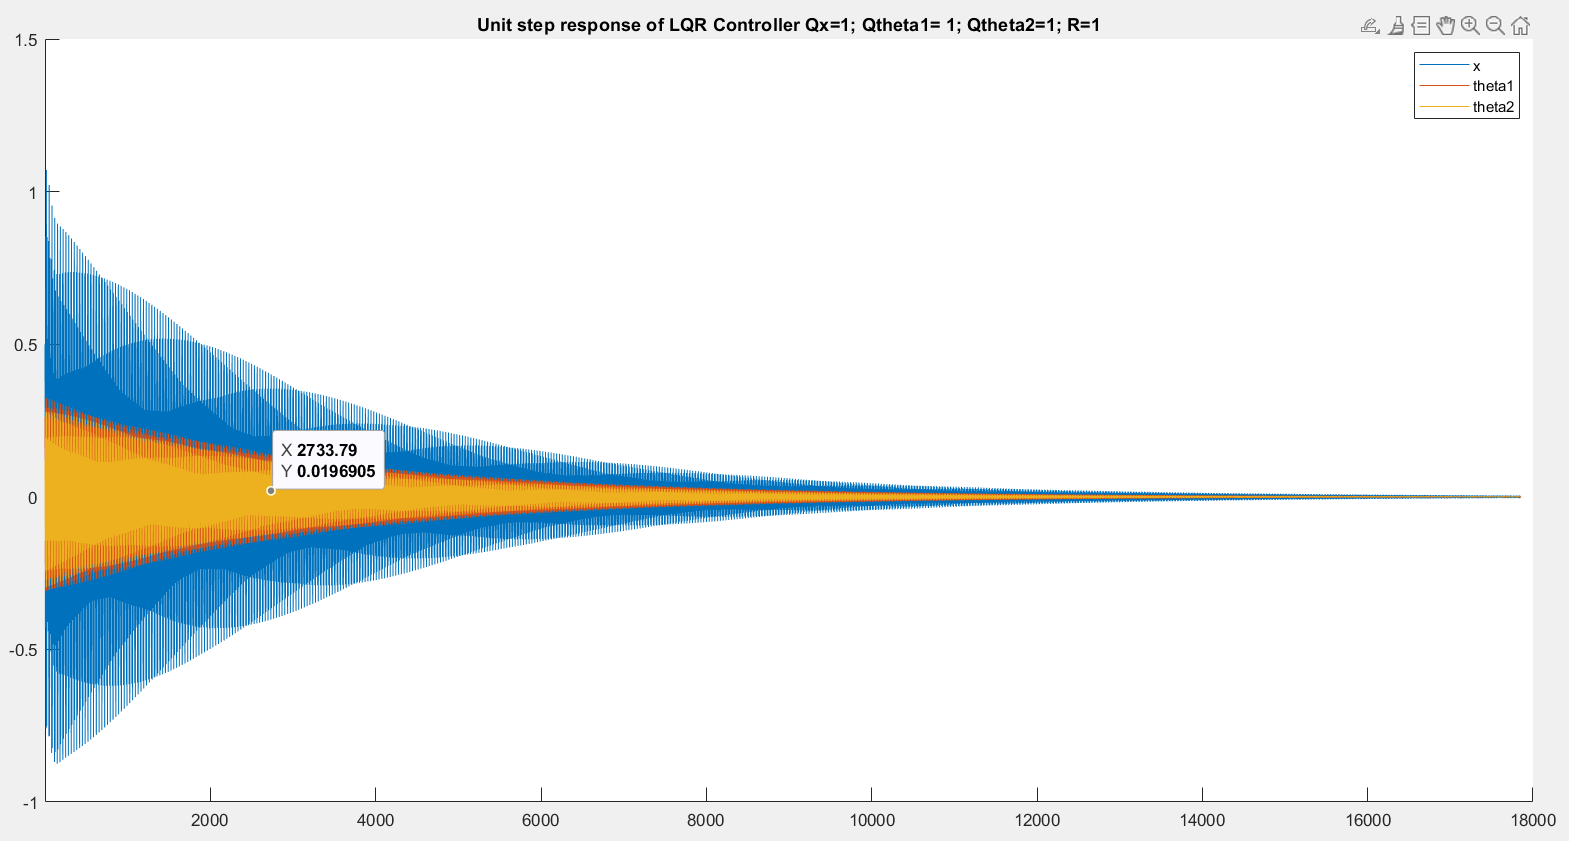 Unit step response of LQR Controller Qx=1; Qtheta1= 1; Qtheta2=1; R=1
1.5
x
theta1
theta2
1
0.5
X 2733.79
Y 0.0196905
0
-0.5
-1
2000 4000 6000 8000 10000 12000 14000 16000 18000